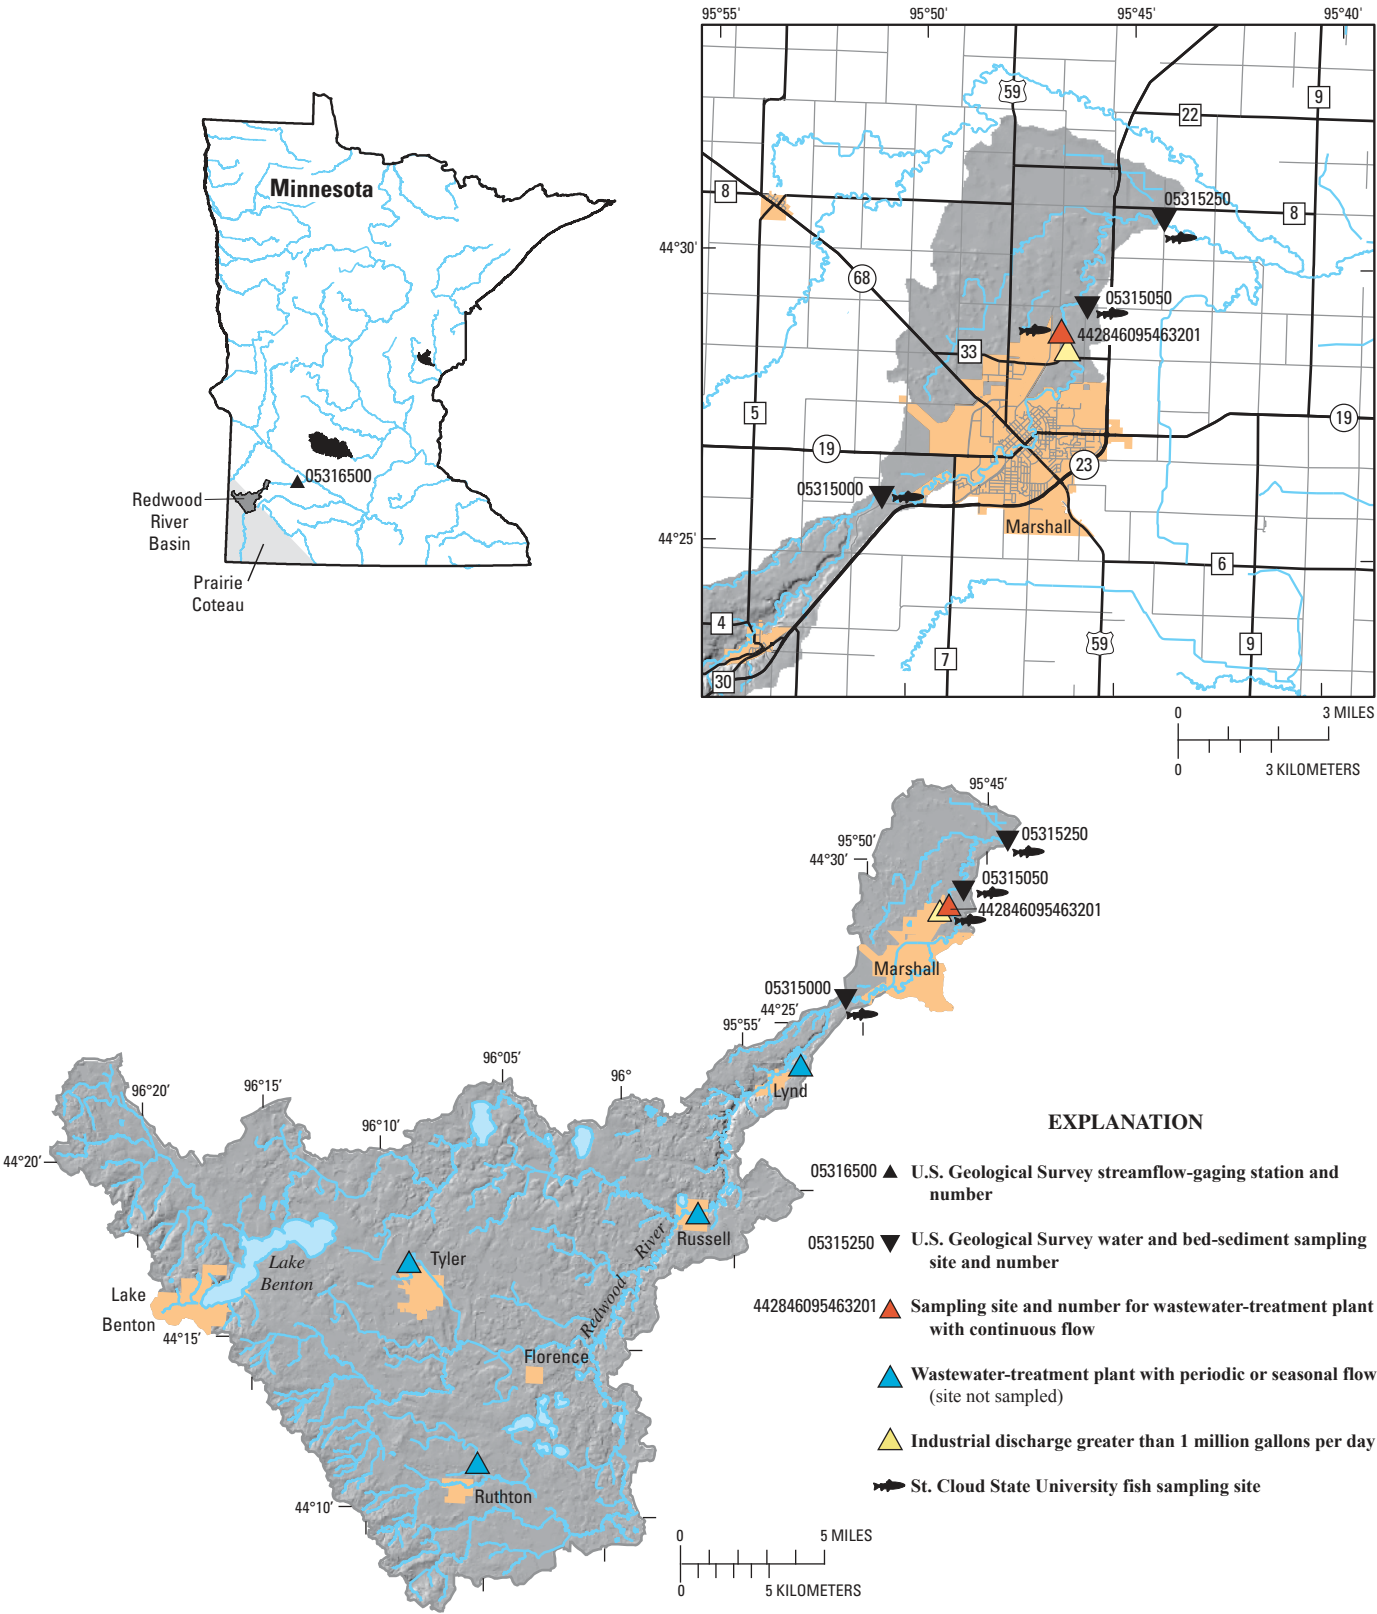 Minnesota
05316500
Redwood
River
Basin
Prairie
Coteau
95°55'
95°50'
95°45'
95°40'
44°30'
44°25'
59
9
22
8
05315250
8
68
05315050
442846095463201
33
5
19
19
23
05315000
Marshall
6
4
30
7
59
9
0
3 MILES
0
3 KILOMETERS
95°45'
95°50'
44°30'
05315250
05315050
442846095463201
Marshall
05315000
44°25'
95°55'
Lynd
96°
96°05'
96°10'
96°15'
96°20'
44°20'
Russell
Redwood River
Tyler
Lake
Benton
Lake
Benton
44°15'
Florence
Ruthton
44°10'
0
5 MILES
0
5 KILOMETERS
EXPLANATION
05316500 U.S. Geological Survey streamflow-gaging station and
number
05315250 U.S. Geological Survey water and bed-sediment sampling
site and number
442846095463201 Sampling site and number for wastewater-treatment plant
with continuous flow
Wastewater-treatment plant with periodic or seasonal flow
(site not sampled)
Industrial discharge greater than 1 million gallons per day
St. Cloud State University fish sampling site